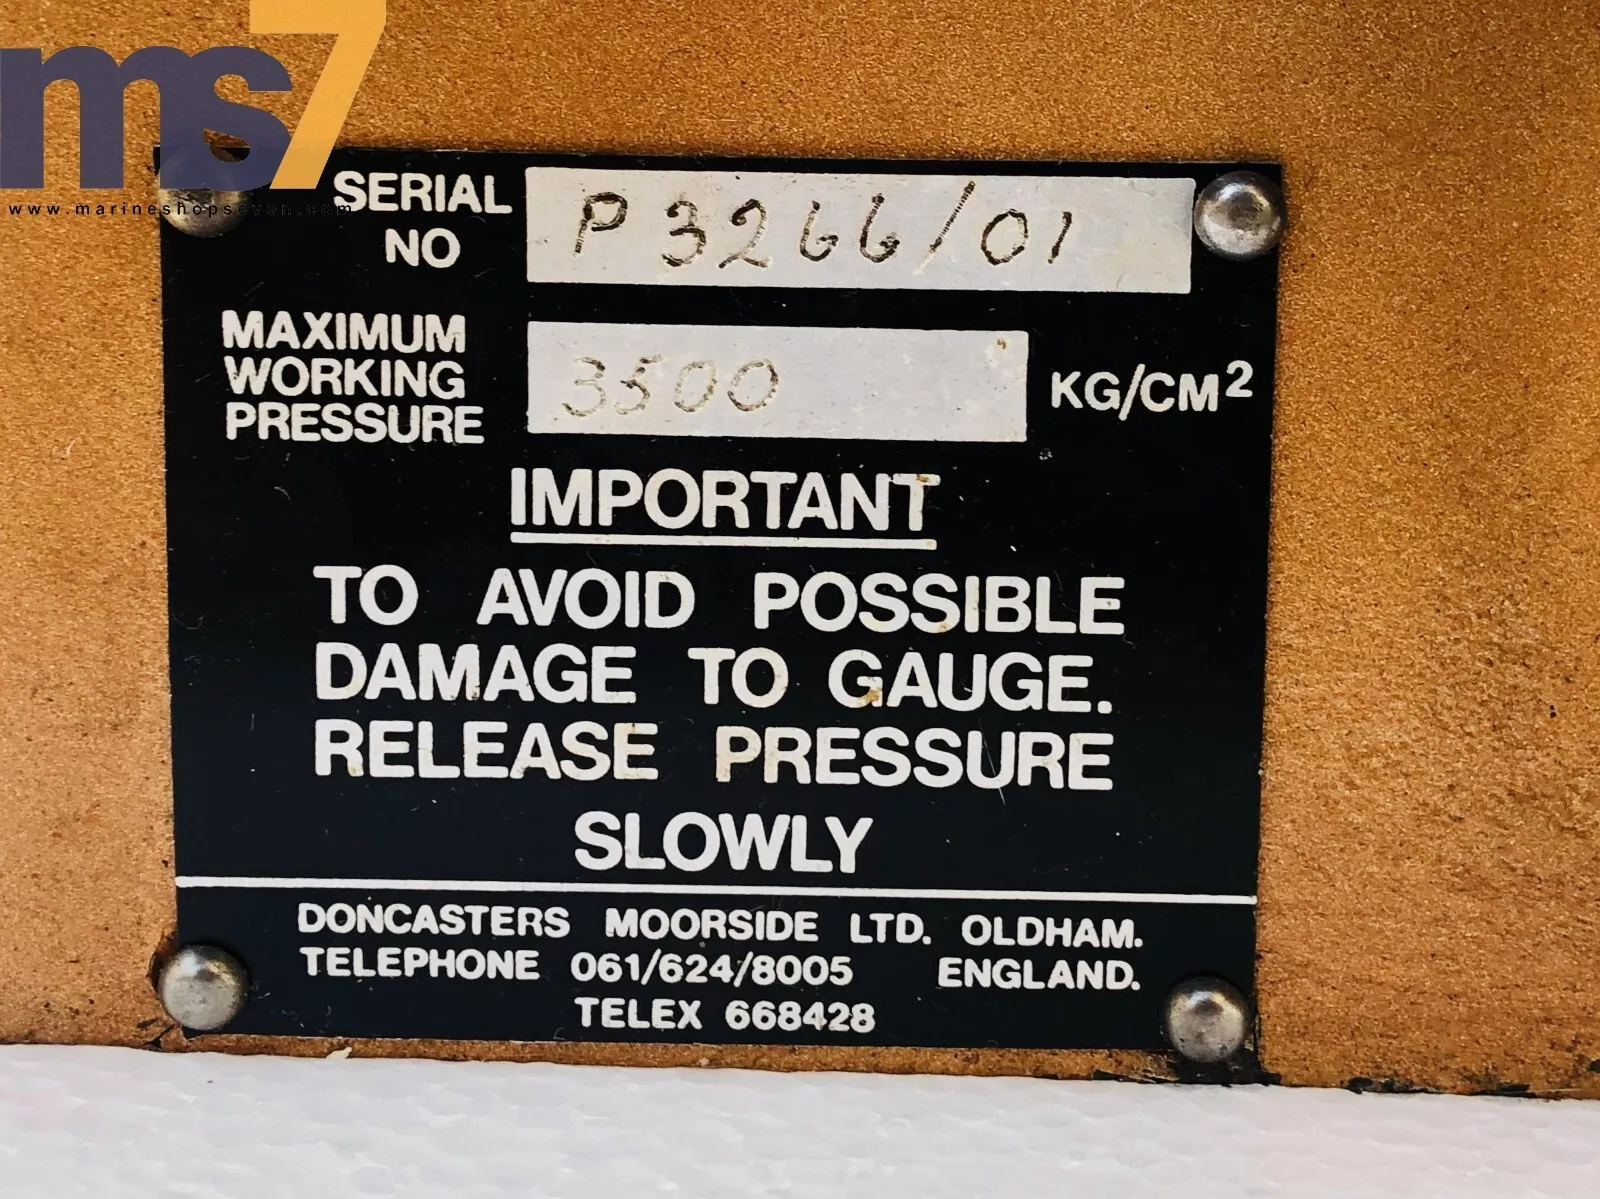 ms7
www.marineshopseven.com
SERIAL NO P3266/01
MAXIMUM WORKING PRESSURE 3500 KG/CM²
IMPORTANT
TO AVOID POSSIBLE
DAMAGE TO GAUGE.
RELEASE PRESSURE
SLOWLY
DONCASTERS MOORSIDE LTD. OLDHAM.
TELEPHONE 061/624/8005 ENGLAND.
TELEX 668428